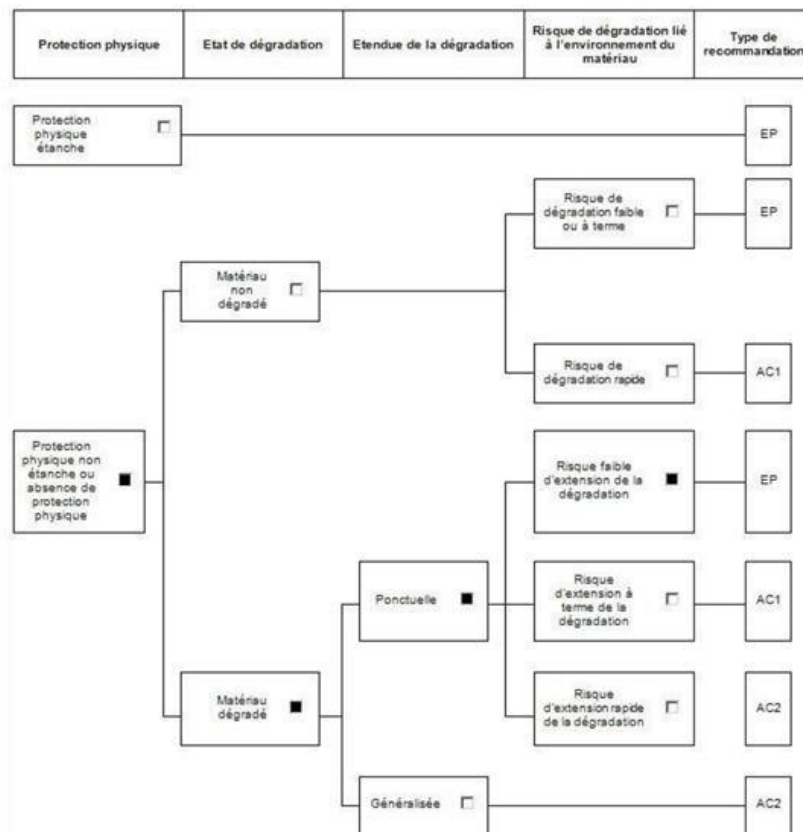 Protection physique
Etat de dégradation
Etendue de la dégradation
Risque de dégradation lié
à l'environnement du
matériau
Type de
recommandation
Protection
physique
étanche
EP
Risque de
dégradation faible
ou à terme
EP
Matériau
non
dégradé
Risque de
dégradation rapide
AC1
Protection
physique non
étanche ou
absence de
protection
physique
Risque faible
d'extension de la
dégradation
EP
Ponctuelle
Risque
d'extension à
terme de la
dégradation
AC1
Matériau
dégradé
Risque
d'extension rapide
de la dégradation
AC2
Généralisée
AC2